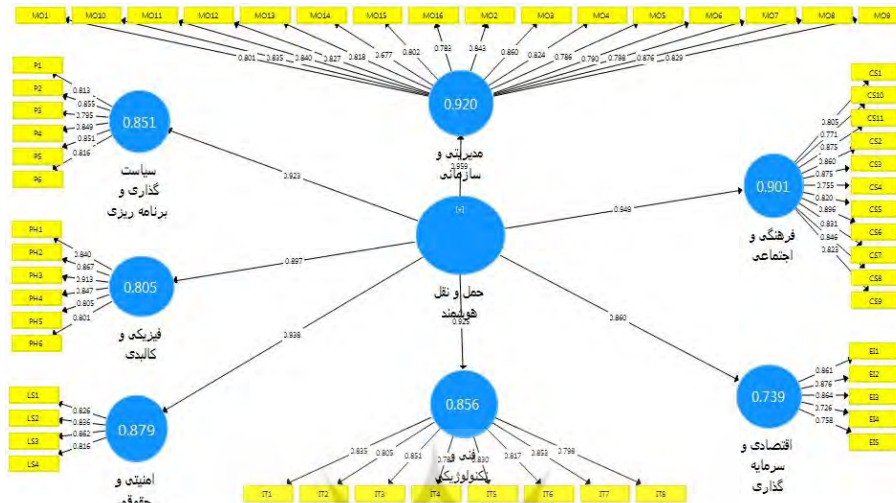 MO1 MO10 MO11 MO12 MO13 MO14 MO15 MO16 MO2 MO3 MO4 MO5 MO6 MO7 MO8 MO9
0.801 0.835 0.840 0.827 0.818 0.677 0.802 0.783 0.843 0.860 0.824 0.786 0.790 0.798 0.876 0.829
0.920
مدیریتی و
سازمانی
0.959
P1
P2
P3
P4
P5
P6
0.813
0.855
0.795
0.849
0.851
0.816
0.851
سیاست
گذاری و
برنامه ریزی
0.923
CS1
CS10
CS11
CS2
CS3
CS4
CS5
CS6
CS7
CS8
CS9
0.805
0.771
0.875
0.860
0.875
0.755
0.820
0.896
0.831
0.846
0.823
0.901
فرهنگی و
اجتماعی
0.949
[+]
حمل و نقل
هوشمند
PH1
PH2
PH3
PH4
PH5
PH6
0.840
0.867
0.913
0.847
0.805
0.801
0.805
فیزیکی و
کالبدی
0.897
LS1
LS2
LS3
LS4
0.826
0.836
0.862
0.816
0.879
امنیتی و
حقوقی
0.938
0.925
0.856
فنی و
تکنولوژیکی
0.835 0.805 0.851 0.830 0.817 0.853 0.798
IT1 IT2 IT3 IT4 IT5 IT6 IT7 IT8
0.860
0.739
اقتصادی و
سرمایه
گذاری
0.861
0.876
0.864
0.726
0.758
EI1
EI2
EI3
EI4
EI5